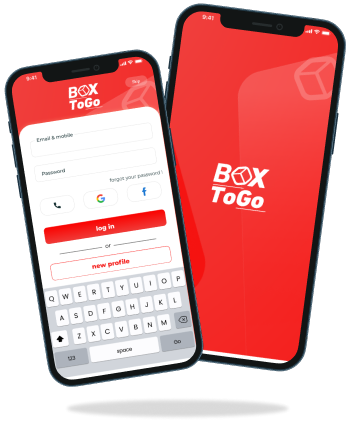 9:41
Skip
BOX
ToGo
Email & mobile
Password
forgot your password !
G
f
log in
or
new profile
Q W E R T Y U I O P
A S D F G H J K L
Z X C V B N M
123 space Go
9:41
BOX
ToGo